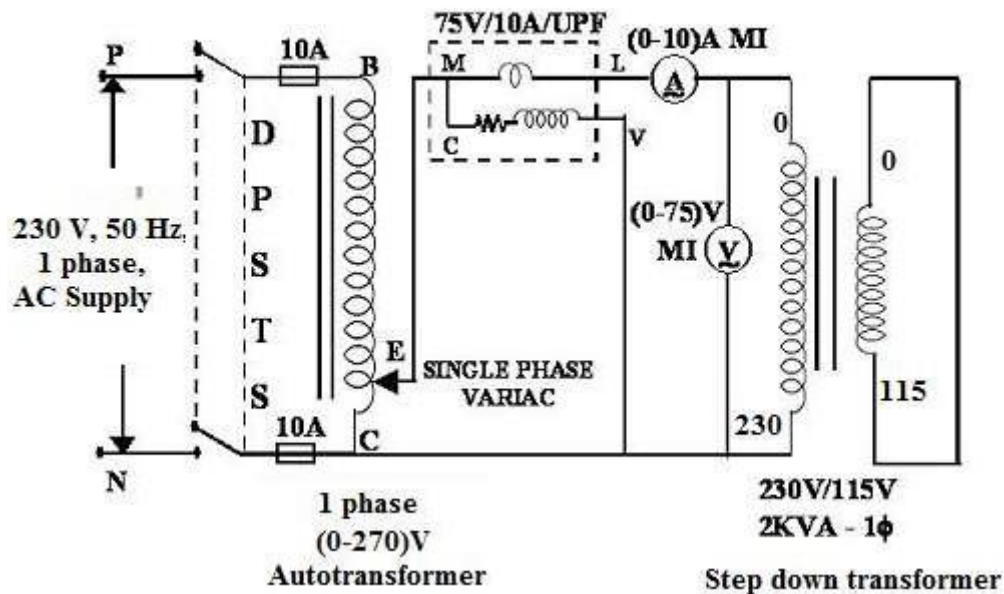 75V/10A/UPF
(0-10)A MI
P
10A
B
M
L
A
D
P
S
T
S
C
V
0
0
230 V, 50 Hz,
1 phase,
AC Supply
(0-75)V
MI
V
E
SINGLE PHASE
VARIAC
115
230
10A
C
N
1 phase
(0-270)V
Autotransformer
230V/115V
2KVA - 1ϕ
Step down transformer